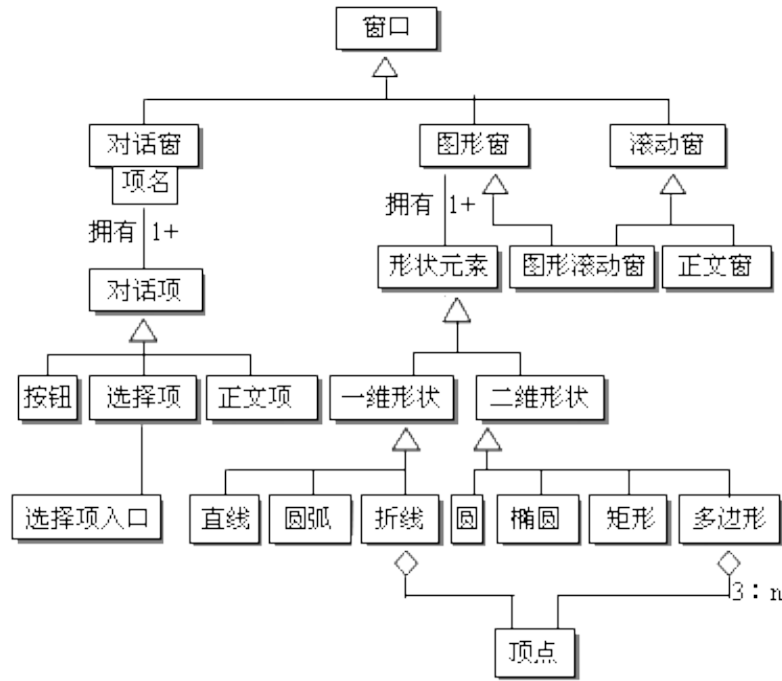 窗口
对话窗
图形窗
滚动窗
项名
拥有
1+
拥有
1+
形状元素
图形滚动窗
正文窗
对话项
按钮
选择项
正文项
一维形状
二维形状
选择项入口
直线
圆弧
折线
圆
椭圆
矩形
多边形
3：n
顶点